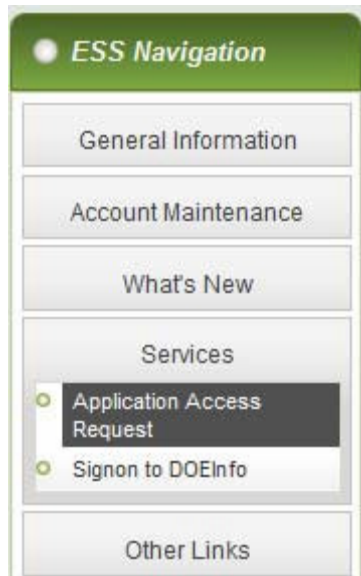 ESS Navigation
General Information
Account Maintenance
What's New
Services
Application Access
Request
Signon to DOEInfo
Other Links